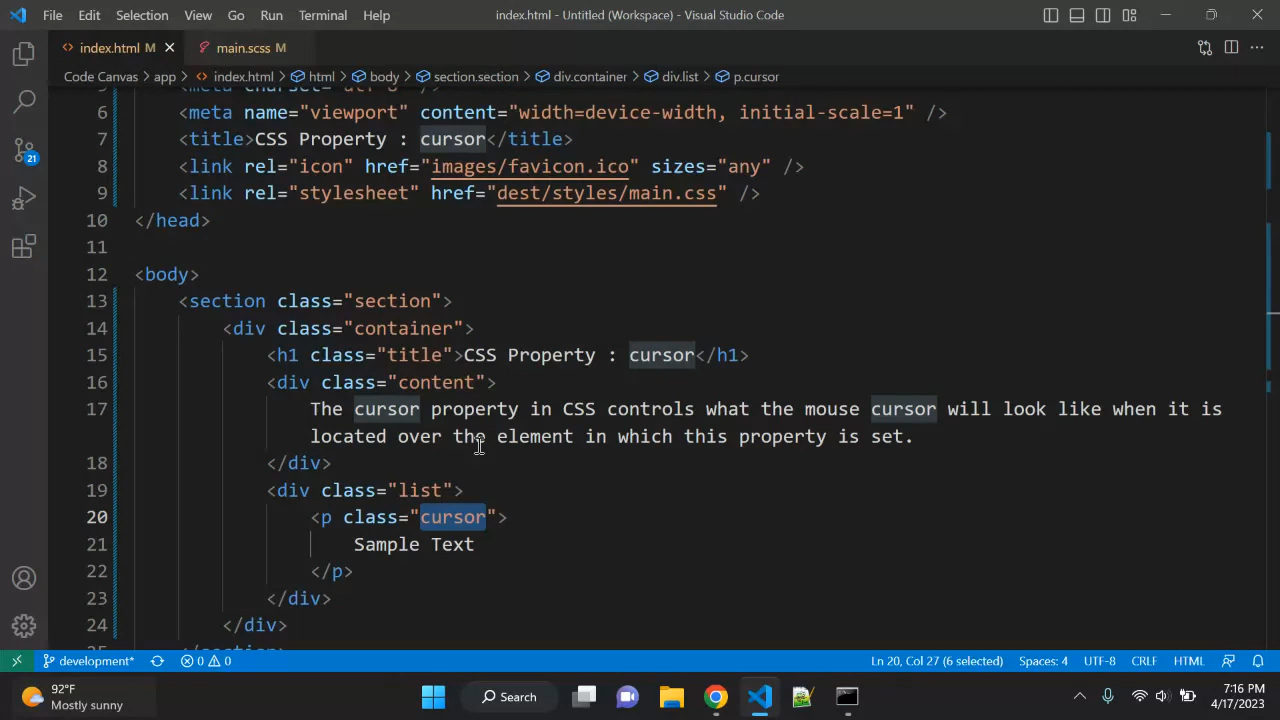 File Edit Selection View Go Run Terminal Help index.html - Untitled (Workspace) - Visual Studio Code
index.html M main.scss M
Code Canvas > app > index.html > html > body > section.section > div.container > div.list > p.cursor
5 <meta charset="utf-8" />
6 <meta name="viewport" content="width=device-width, initial-scale=1" />
7 <title>CSS Property : cursor</title>
8 <link rel="icon" href="images/favicon.ico" sizes="any" />
9 <link rel="stylesheet" href="dest/styles/main.css" />
10 </head>
11
12 <body>
13 <section class="section">
14 <div class="container">
15 <h1 class="title">CSS Property : cursor</h1>
16 <div class="content">
17 The cursor property in CSS controls what the mouse cursor will look like when it is
located over the element in which this property is set.
18 </div>
19 <div class="list">
20 <p class="cursor">
21 Sample Text
22 </p>
23 </div>
24 </div>
25 </section>
21
development* 0 0 Ln 20, Col 27 (6 selected) Spaces: 4 UTF-8 CRLF HTML
92°F
Mostly sunny
Search
7:16 PM
4/17/2023